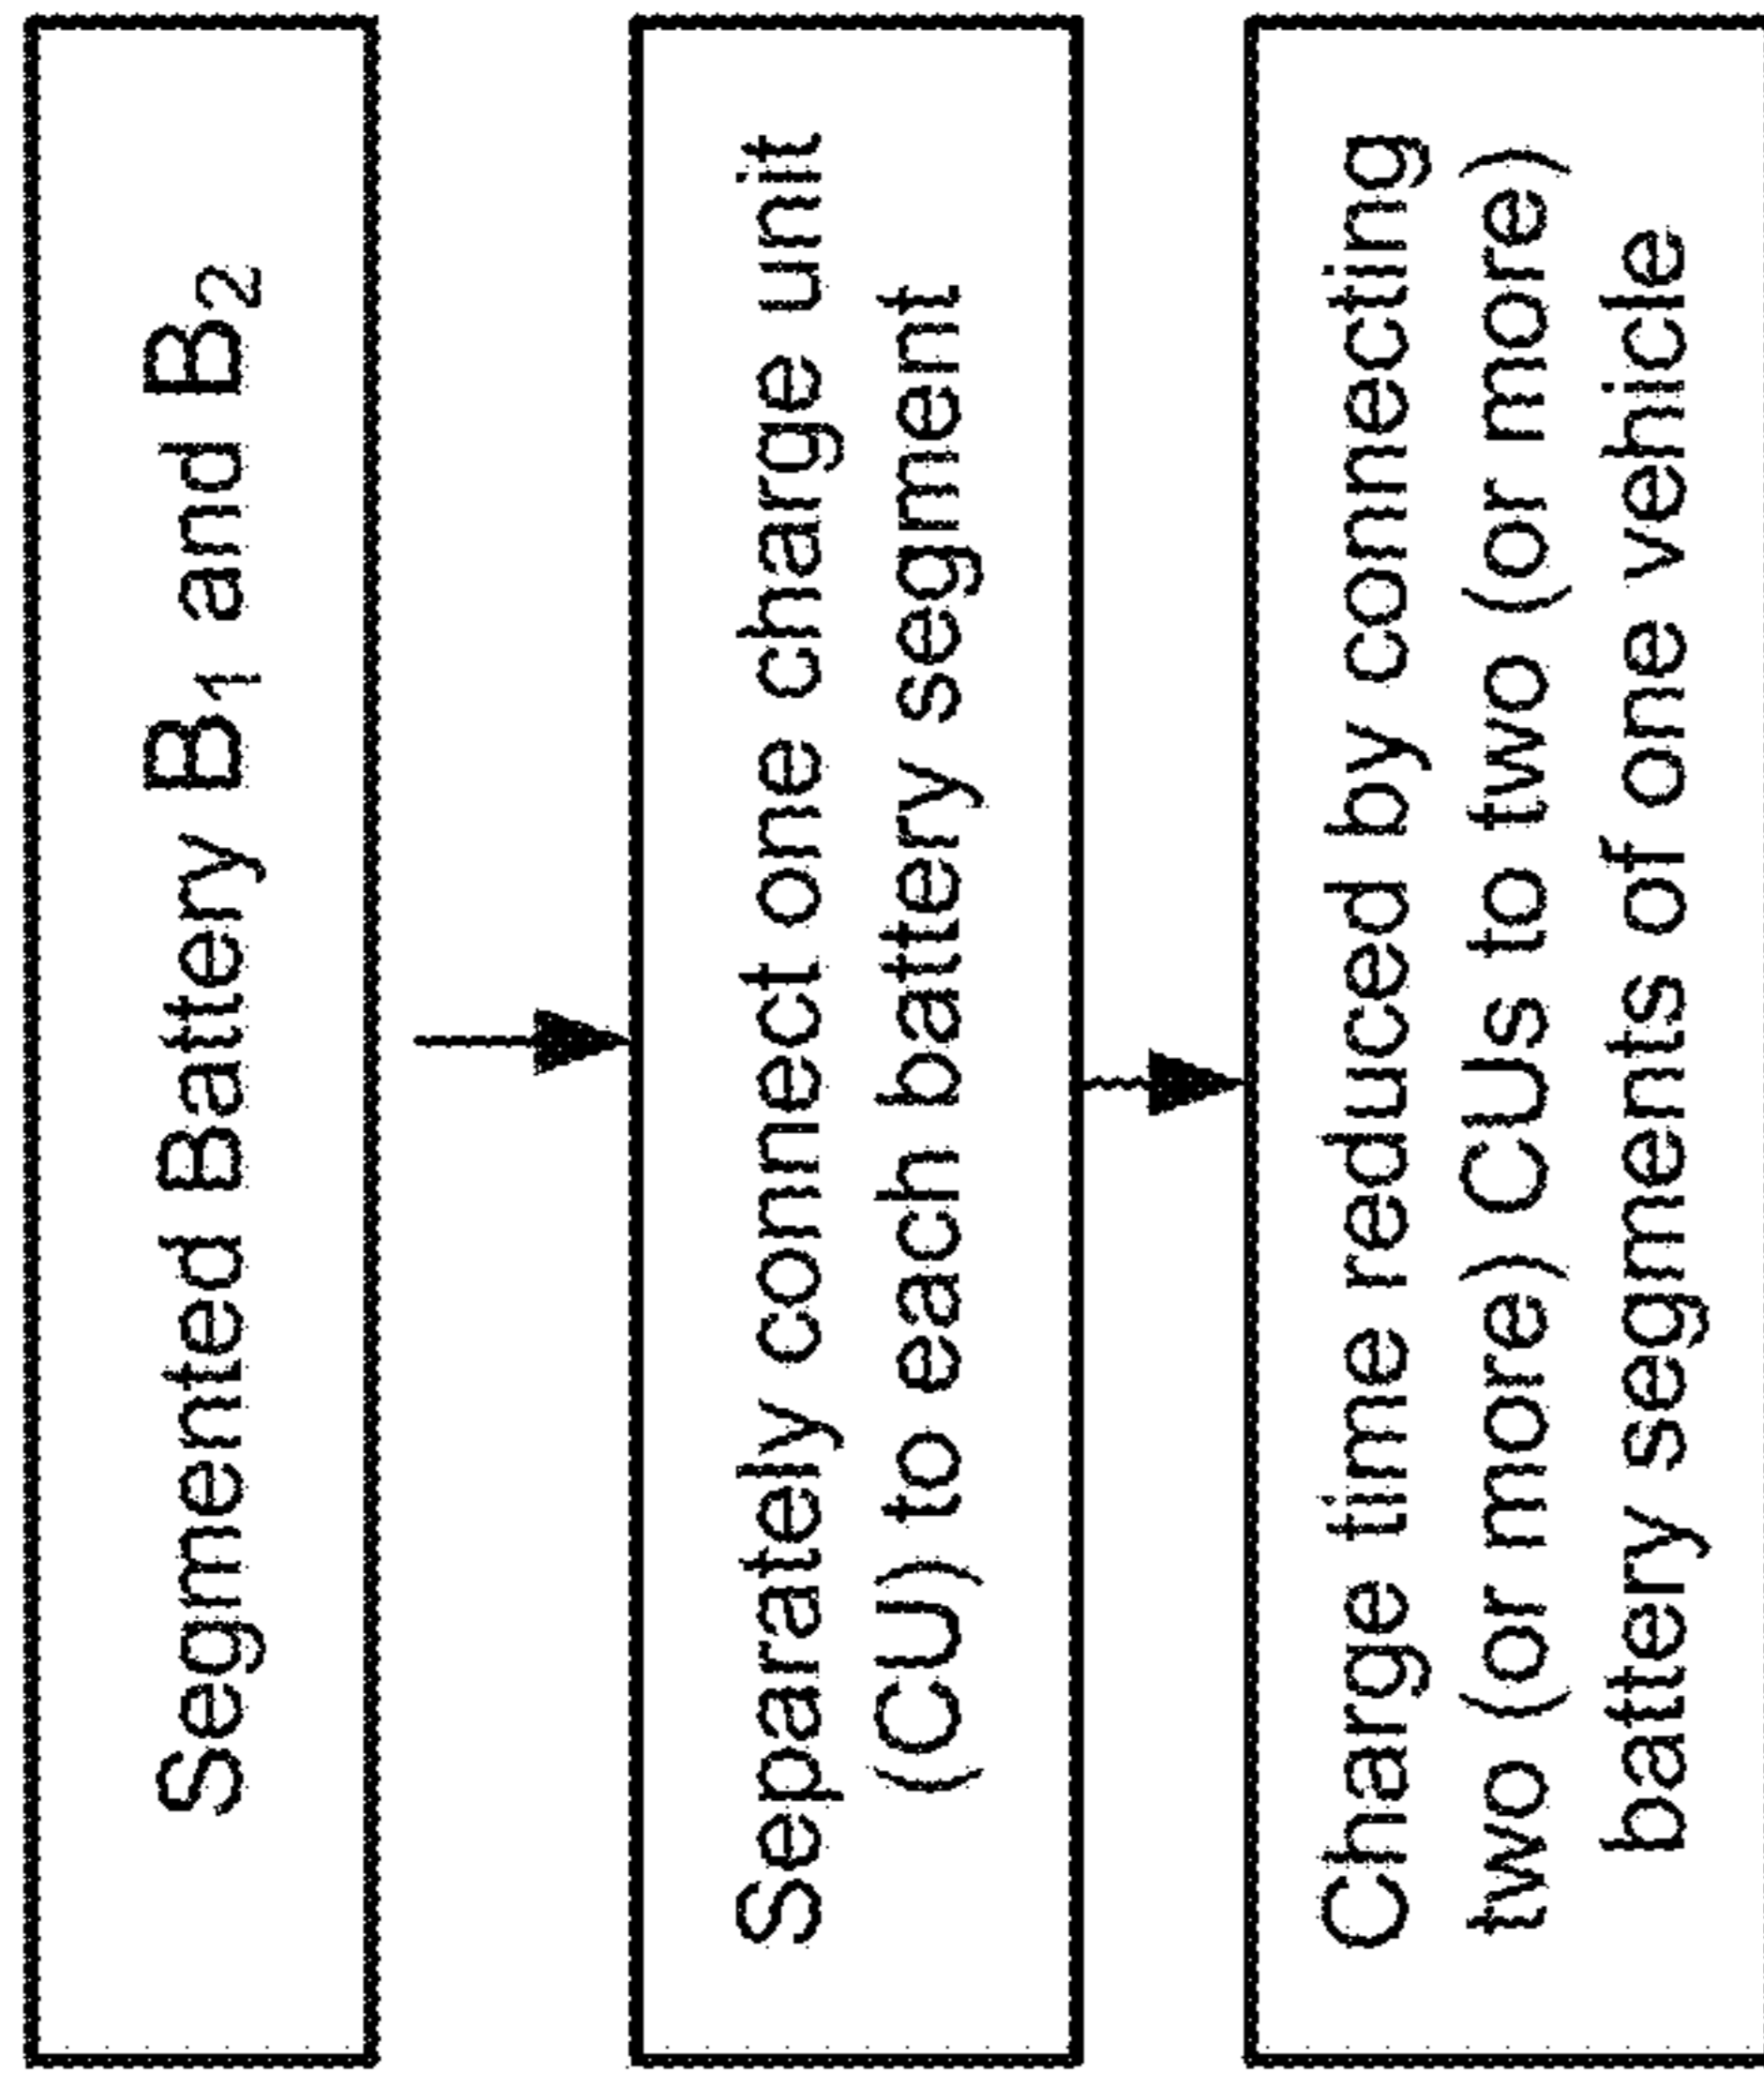 Segmented Battery B₁ and B₂
Separately connect one charge unit
(CU) to each battery segment
Charge time reduced by connecting
two (or more) CUs to two (or more)
battery segments of one vehicle